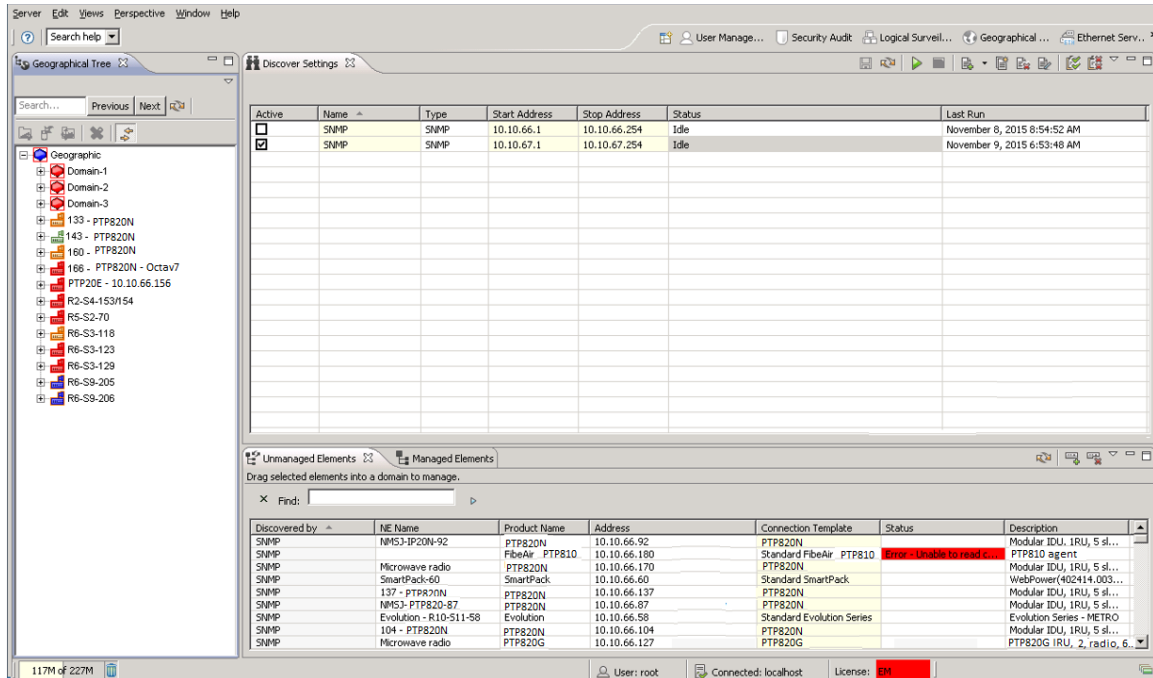 Server Edit Views Perspective Window Help
Search help
User Manage... Security Audit Logical Surveil... Geographical ... Ethernet Serv..
Geographical Tree
Discover Settings
Search... Previous Next
Active Name Type Start Address Stop Address Status Last Run
SNMP SNMP 10.10.66.1 10.10.66.254 Idle November 8, 2015 8:54:52 AM
SNMP SNMP 10.10.67.1 10.10.67.254 Idle November 9, 2015 6:53:48 AM
Geographic
Domain-1
Domain-2
Domain-3
133 - PTP820N
143 - PTP820N
160 - PTP820N
166 - PTP820N - Octav7
PTP20E - 10.10.66.156
R2-S4-153/154
R5-S2-70
R6-S3-118
R6-S3-123
R6-S3-129
R6-S9-205
R6-S9-206
Unmanaged Elements Managed Elements
Drag selected elements into a domain to manage.
Find:
Discovered by NE Name Product Name Address Connection Template Status Description
SNMP NMSJ-IP20N-92 PTP820N 10.10.66.92 PTP820N Modular IDU, 1RU, 5 sl...
SNMP FibeAir PTP810 10.10.66.180 Standard FibeAir PTP810 Error - Unable to read c... PTP810 agent
SNMP Microwave radio PTP820N 10.10.66.170 PTP820N Modular IDU, 1RU, 5 sl...
SNMP SmartPack-60 SmartPack 10.10.66.60 Standard SmartPack WebPower(402414.003...
SNMP 137 - PTP820N PTP820N 10.10.66.137 PTP820N Modular IDU, 1RU, 5 sl...
SNMP NMSJ- PTP820-87 PTP820N 10.10.66.87 PTP820N Modular IDU, 1RU, 5 sl...
SNMP Evolution - R10-S11-58 Evolution 10.10.66.58 Standard Evolution Series Evolution Series - METRO
SNMP 104 - PTP820N PTP820N 10.10.66.104 PTP820N Modular IDU, 1RU, 5 sl...
SNMP Microwave radio PTP820G 10.10.66.127 PTP820G PTP820G IRU, 2, radio, 6..
117M of 227M User: root Connected: localhost License: EM